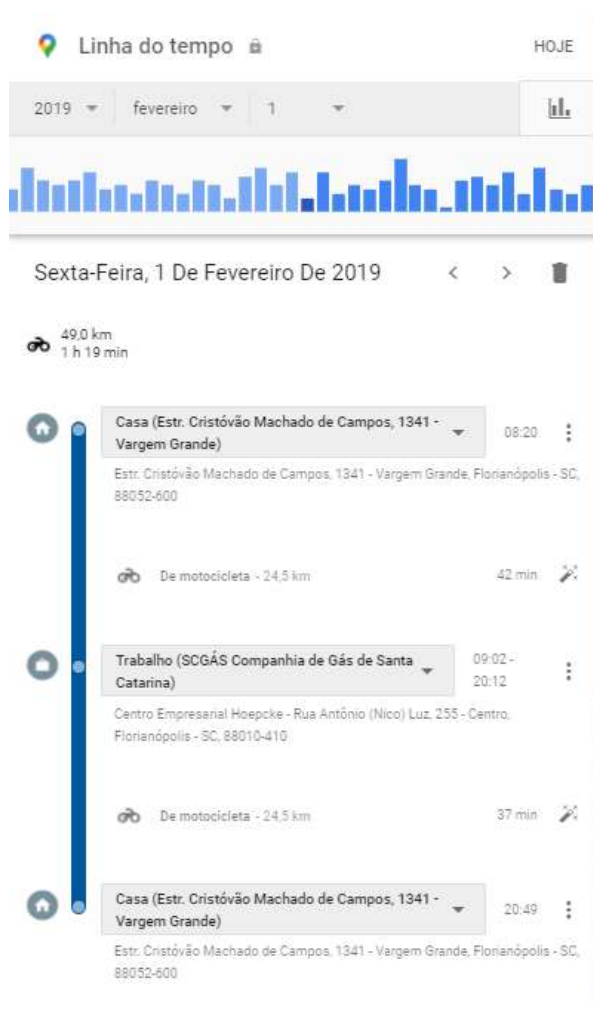 Linha do tempo
HOJE
2019
fevereiro
1
Sexta-Feira, 1 De Fevereiro De 2019
49,0 km
1 h 19 min
Casa (Estr. Cristóvão Machado de Campos, 1341 -
Vargem Grande)
08:20
Estr. Cristóvão Machado de Campos, 1341 - Vargem Grande, Florianópolis - SC,
88052-600
De motocicleta - 24,5 km
42 min
Trabalho (SCGÁS Companhia de Gás de Santa
Catarina)
09:02 -
20:12
Centro Empresarial Hoepcke - Rua Antônio (Nico) Luz, 255 - Centro,
Florianópolis - SC, 88010-410
De motocicleta - 24,5 km
37 min
Casa (Estr. Cristóvão Machado de Campos, 1341 -
Vargem Grande)
20:49
Estr. Cristóvão Machado de Campos, 1341 - Vargem Grande, Florianópolis - SC,
88052-600